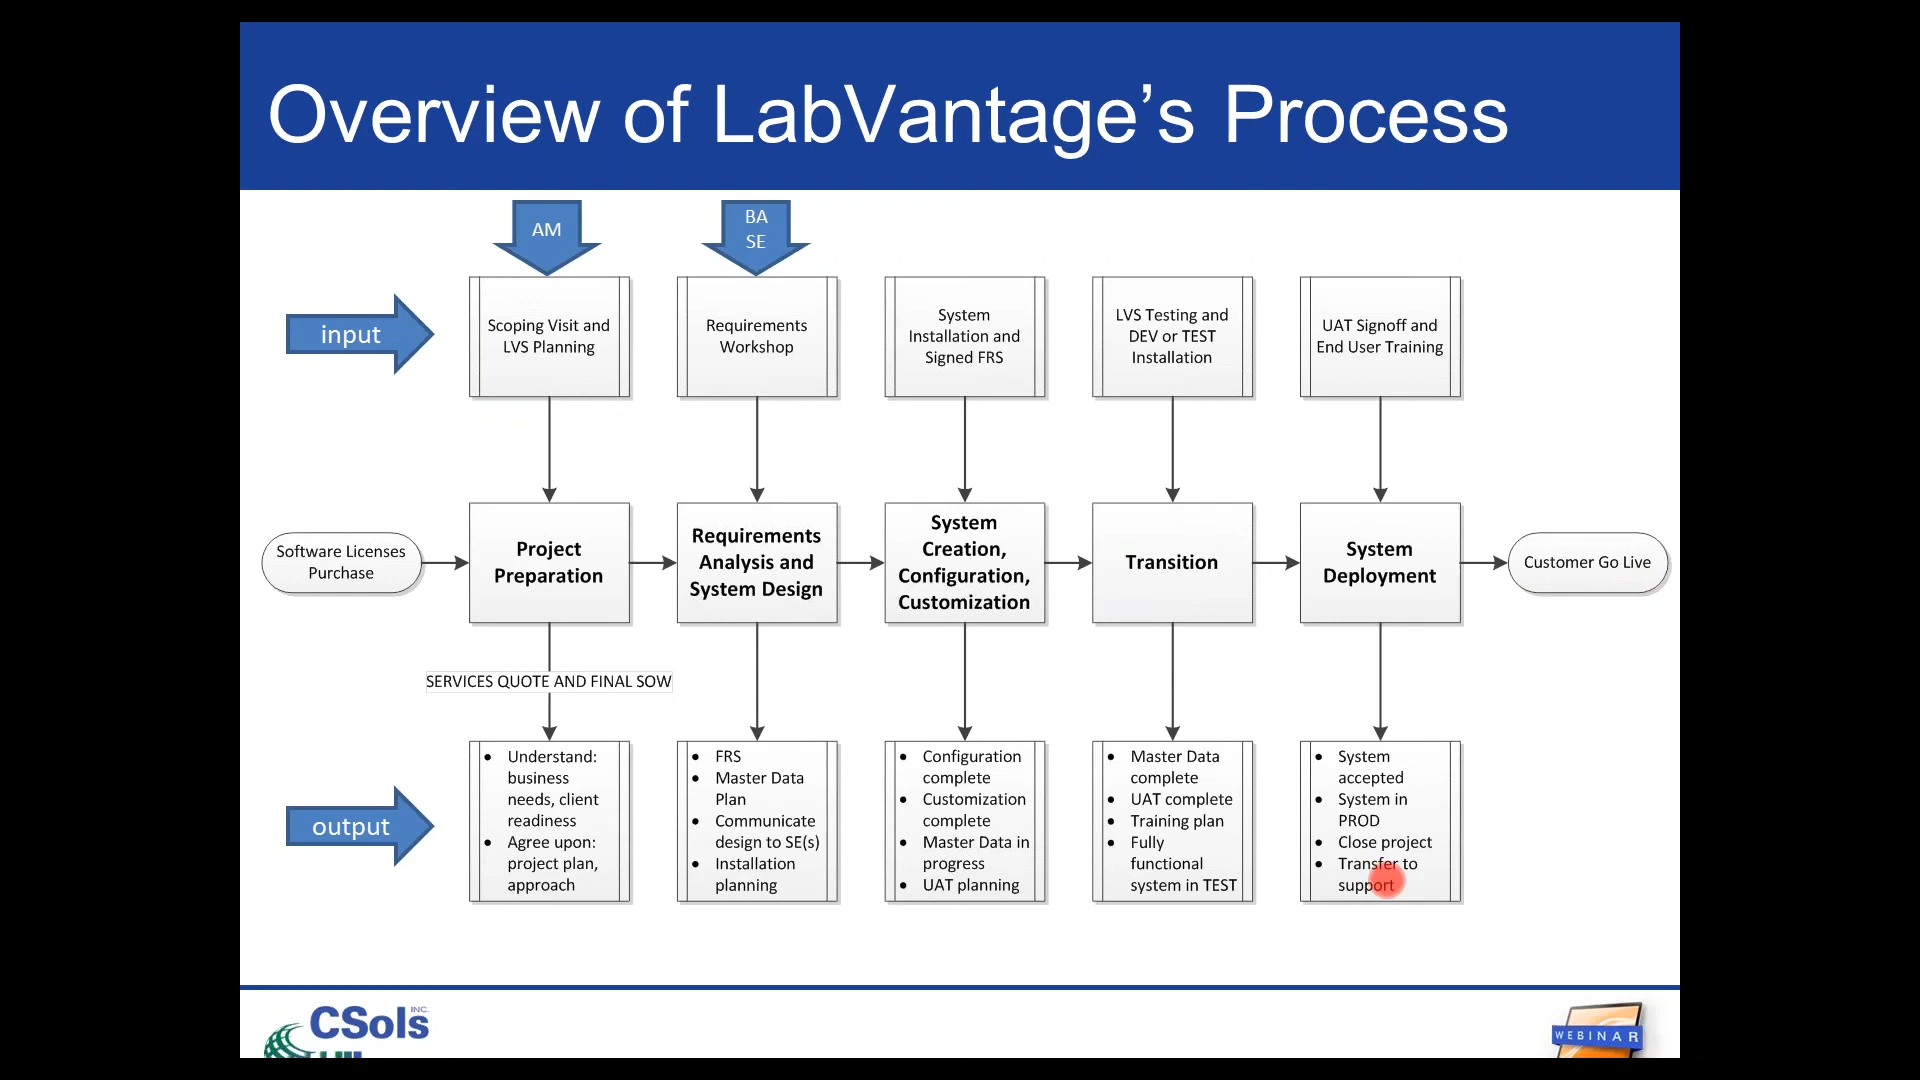 Overview of LabVantage’s Process
AM
BA
SE
input
Scoping Visit and
LVS Planning
Requirements
Workshop
System
Installation and
Signed FRS
LVS Testing and
DEV or TEST
Installation
UAT Signoff and
End User Training
Software Licenses
Purchase
Project
Preparation
Requirements
Analysis and
System Design
System
Creation,
Configuration,
Customization
Transition
System
Deployment
Customer Go Live
SERVICES QUOTE AND FINAL SOW
output
• Understand:
business
needs, client
readiness
• Agree upon:
project plan,
approach
• FRS
• Master Data
Plan
• Communicate
design to SE(s)
• Installation
planning
• Configuration
complete
• Customization
complete
• Master Data in
progress
• UAT planning
• Master Data
complete
• UAT complete
• Training plan
• Fully
functional
system in TEST
• System
accepted
• System in
PROD
• Close project
• Transfer to
support
CSols INC.
WEBINAR